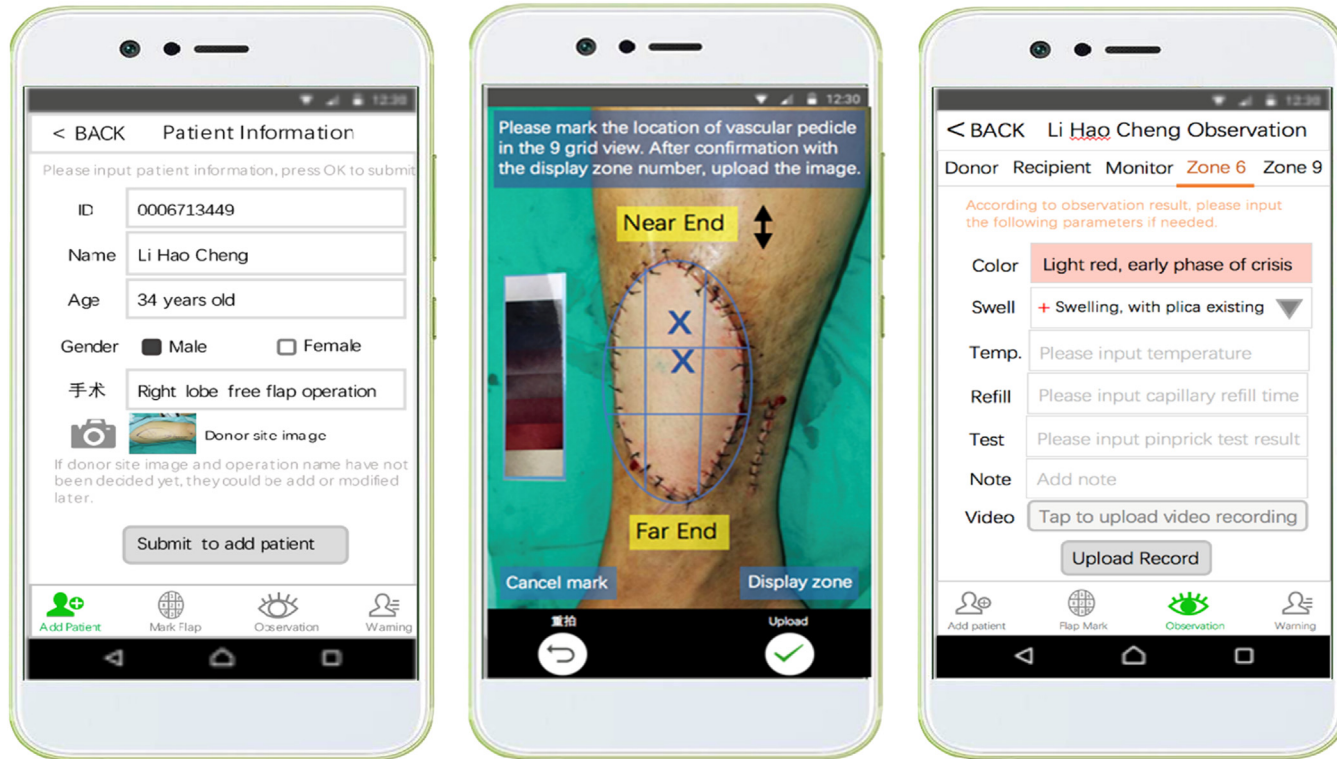 12:30
< BACK Patient Information
Please input patient information, press OK to submit
ID 0006713449
Name Li Hao Cheng
Age 34 years old
Gender Male Female
手术 Right lobe free flap operation
Donor site image
If donor site image and operation name have not
been decided yet, they could be add or modified
later.
Submit to add patient
Add Patient Mark Flap Observation Warning
12:30
Please mark the location of vascular pedicle
in the 9 grid view. After confirmation with
the display zone number, upload the image.
Near End
X
X
Far End
Cancel mark Display zone
重拍 Upload
12:30
< BACK Li Hao Cheng Observation
Donor Recipient Monitor Zone 6 Zone 9
According to observation result, please input
the following parameters if needed.
Color Light red, early phase of crisis
Swell + Swelling, with plica existing
Temp. Please input temperature
Refill Please input capillary refill time
Test Please input pinprick test result
Note Add note
Video Tap to upload video recording
Upload Record
Add patient Flap Mark Observation Warning